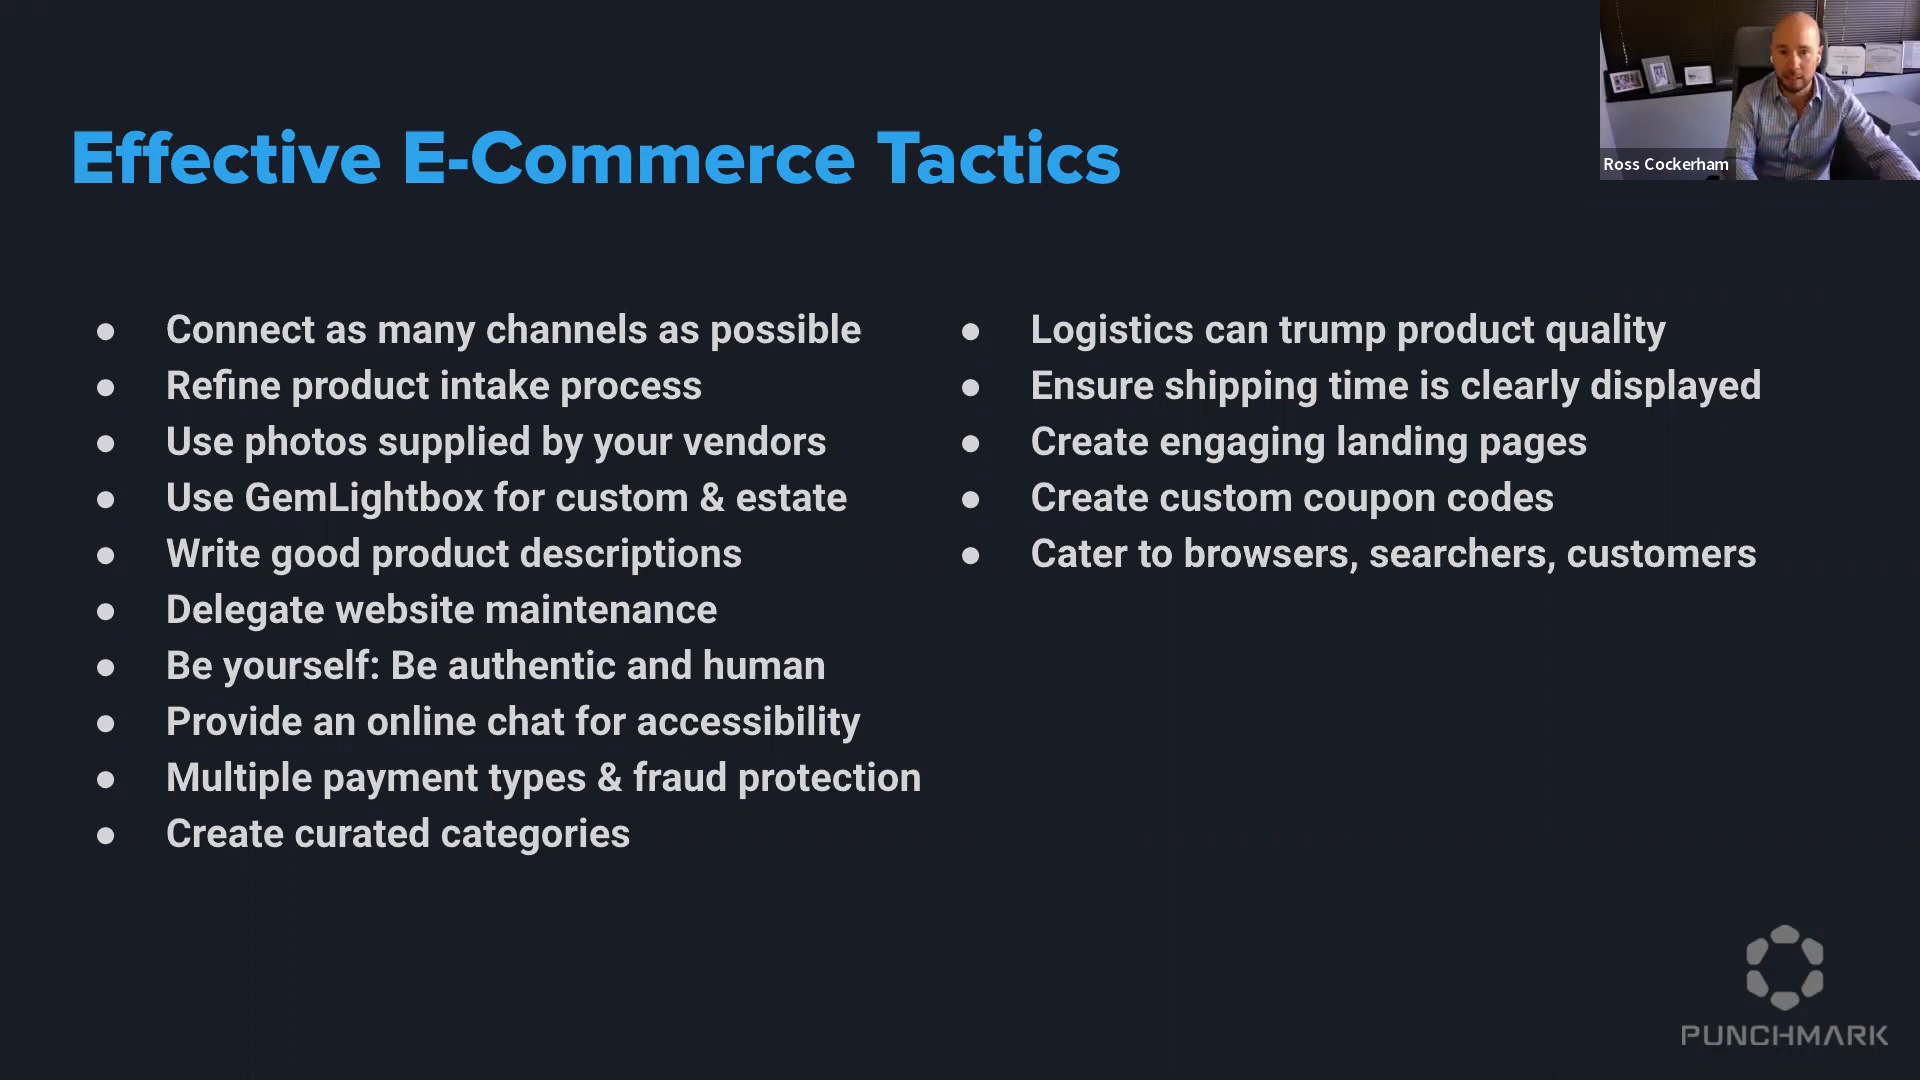 Effective E-Commerce Tactics
Ross Cockerham
● Connect as many channels as possible
● Refine product intake process
● Use photos supplied by your vendors
● Use GemLightbox for custom & estate
● Write good product descriptions
● Delegate website maintenance
● Be yourself: Be authentic and human
● Provide an online chat for accessibility
● Multiple payment types & fraud protection
● Create curated categories
● Logistics can trump product quality
● Ensure shipping time is clearly displayed
● Create engaging landing pages
● Create custom coupon codes
● Cater to browsers, searchers, customers
PUNCHMARK